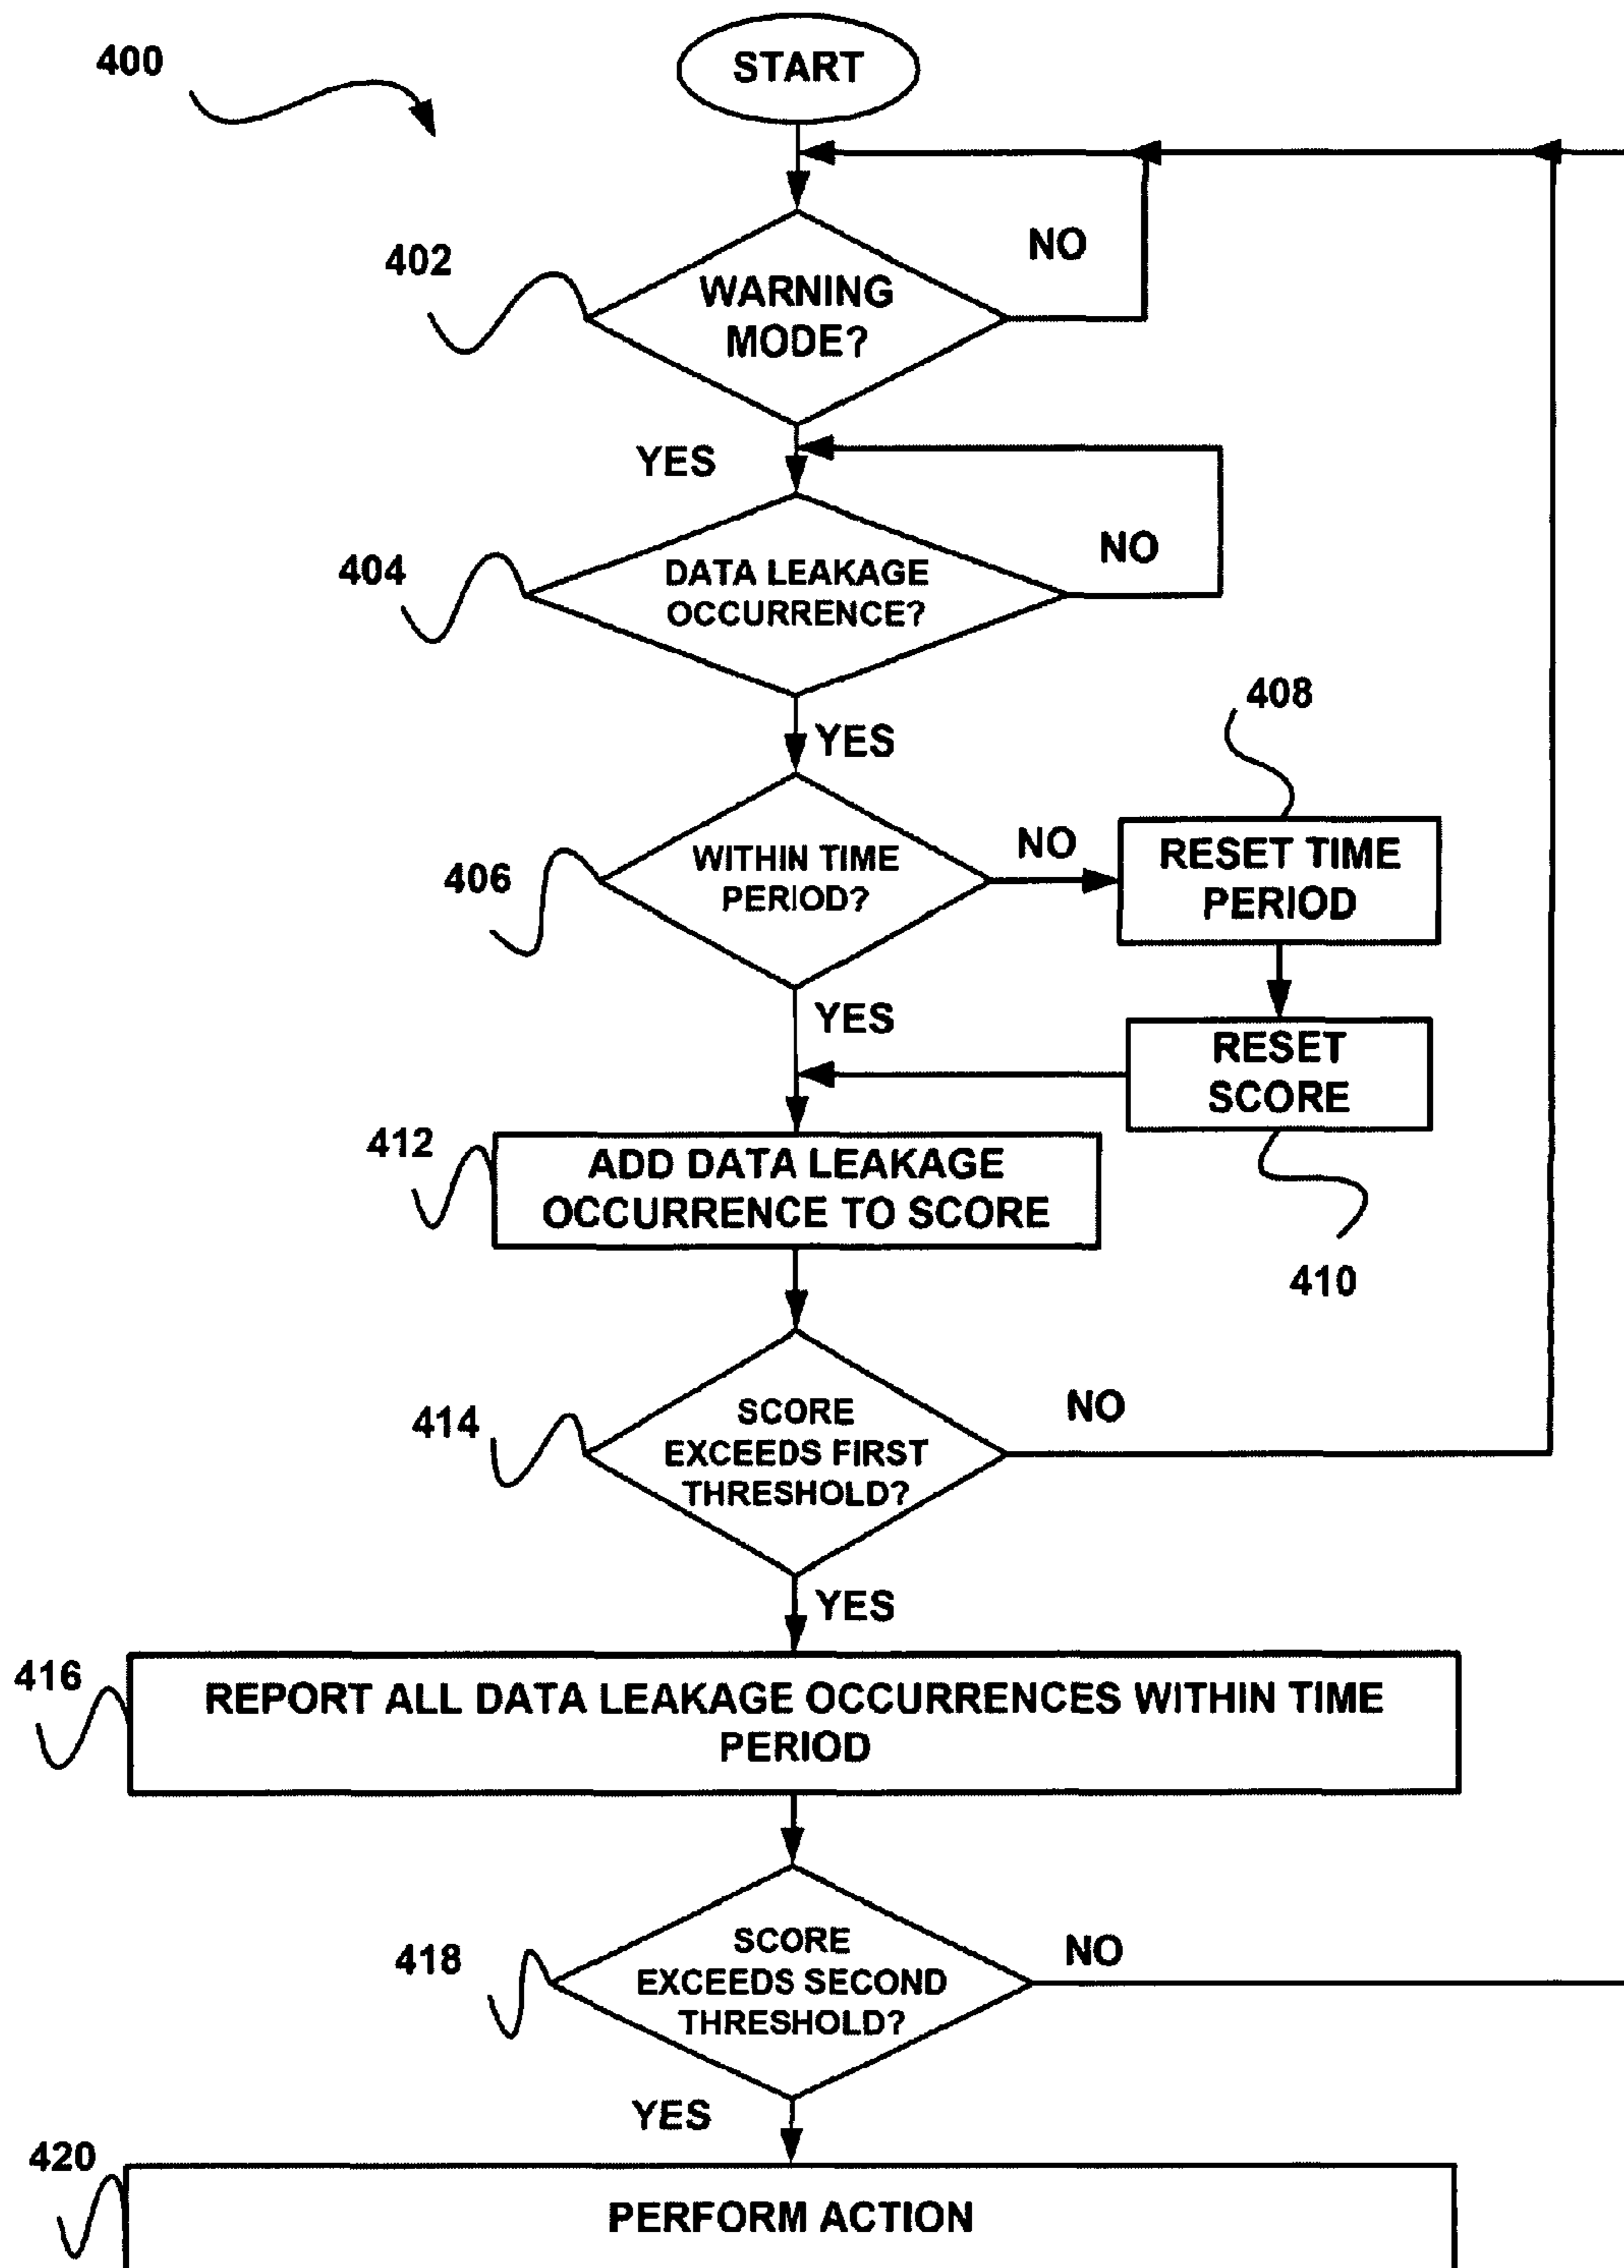 400
START
402
WARNING
MODE?
NO
YES
404
DATA LEAKAGE
OCCURRENCE?
NO
YES
406
WITHIN TIME
PERIOD?
NO
408
RESET TIME
PERIOD
YES
RESET
SCORE
410
412
ADD DATA LEAKAGE
OCCURRENCE TO SCORE
414
SCORE
EXCEEDS FIRST
THRESHOLD?
NO
YES
416
REPORT ALL DATA LEAKAGE OCCURRENCES WITHIN TIME
PERIOD
418
SCORE
EXCEEDS SECOND
THRESHOLD?
NO
YES
420
PERFORM ACTION